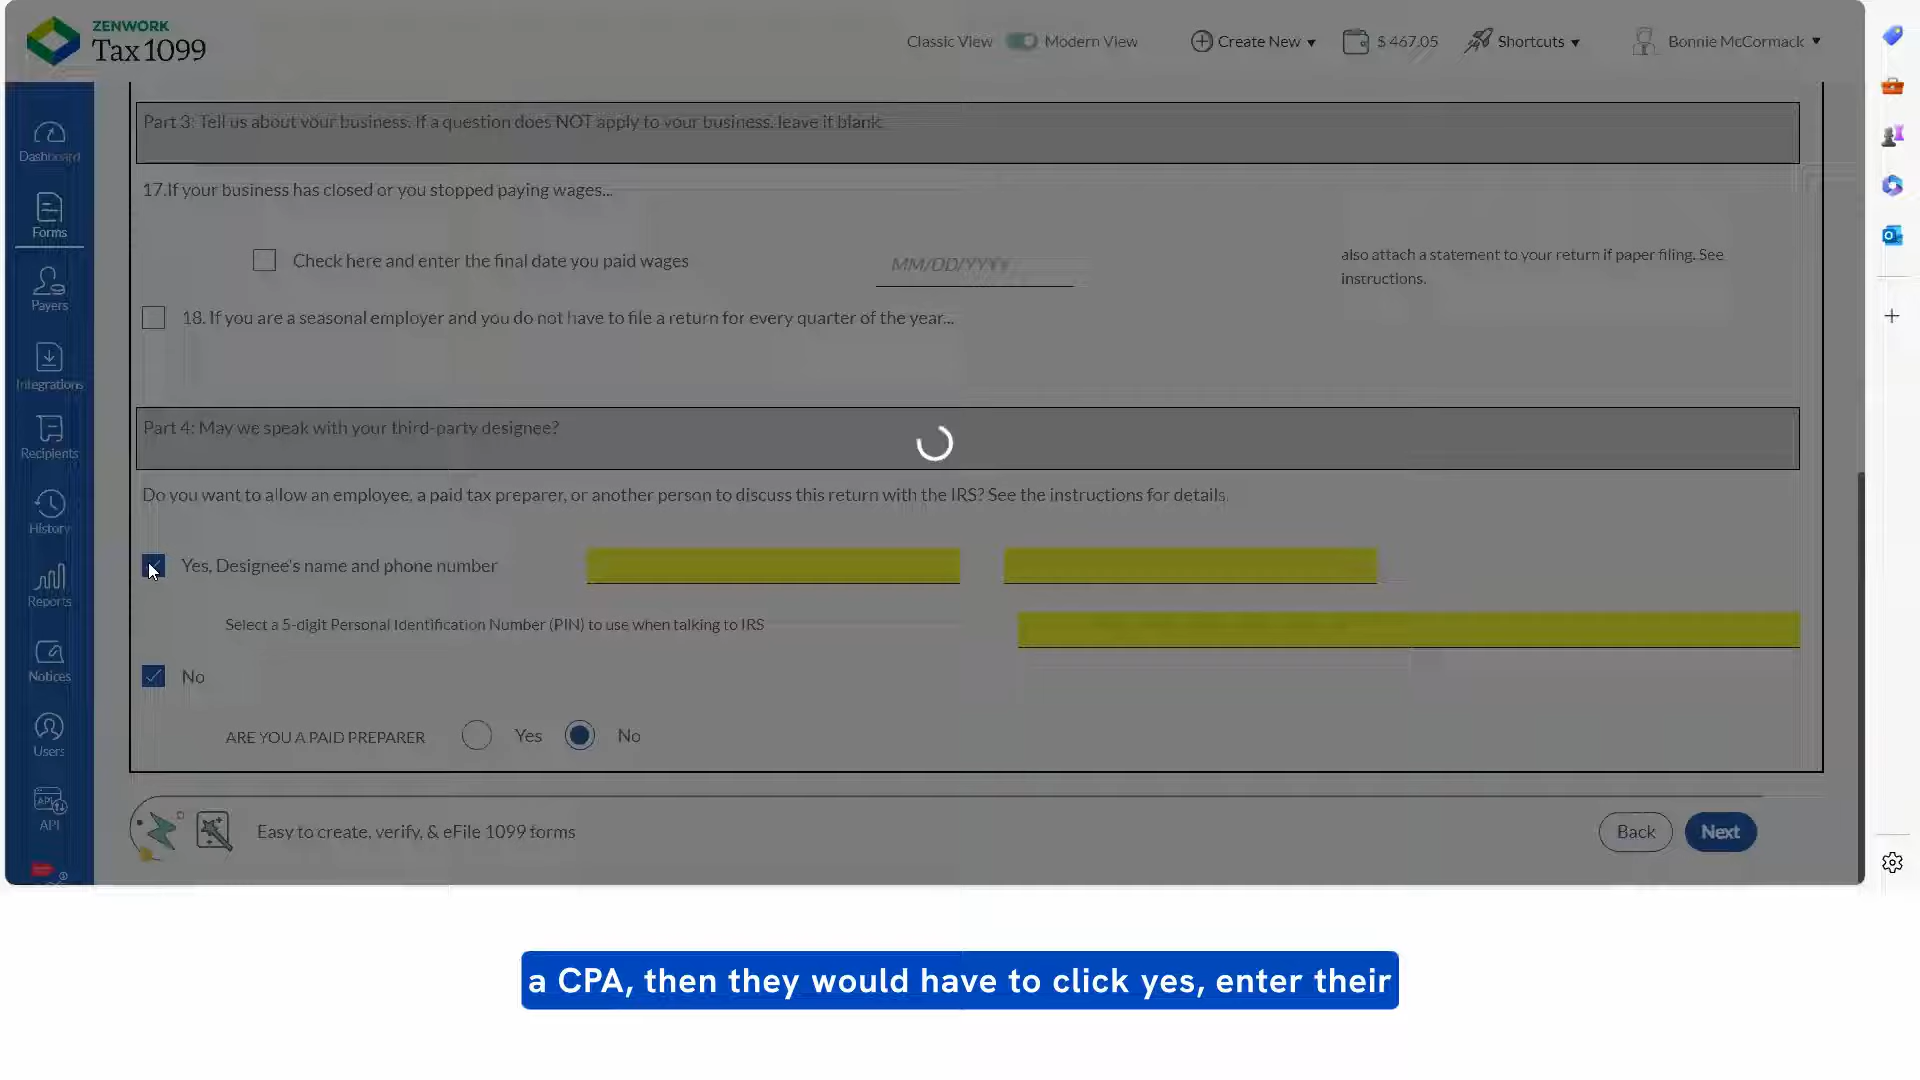 ZENWORK
Tax1099
Classic View
Modern View
Create New
$ 467.05
Shortcuts
Bonnie McCormack
Dashboard
Forms
Payers
Integrations
Recipients
History
Reports
Notices
Users
API
Part 3: Tell us about your business. If a question does NOT apply to your business, leave it blank.
17.If your business has closed or you stopped paying wages...
Check here and enter the final date you paid wages
MM/DD/YYYY
also attach a statement to your return if paper filing. See
instructions.
18. If you are a seasonal employer and you do not have to file a return for every quarter of the year...
Part 4: May we speak with your third-party designee?
Do you want to allow an employee, a paid tax preparer, or another person to discuss this return with the IRS? See the instructions for details.
Yes, Designee's name and phone number
Select a 5-digit Personal Identification Number (PIN) to use when talking to IRS
No
ARE YOU A PAID PREPARER
Yes
No
Easy to create, verify, & eFile 1099 forms
Back
Next
a CPA, then they would have to click yes, enter their